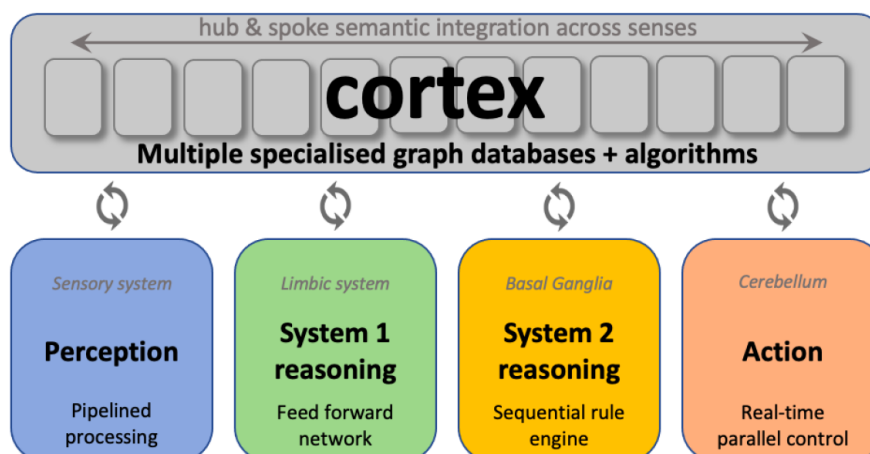 hub & spoke semantic integration across senses
cortex
Multiple specialised graph databases + algorithms
Sensory system
Perception
Pipelined
processing
Limbic system
System 1
reasoning
Feed forward
network
Basal Ganglia
System 2
reasoning
Sequential rule
engine
Cerebellum
Action
Real-time
parallel control